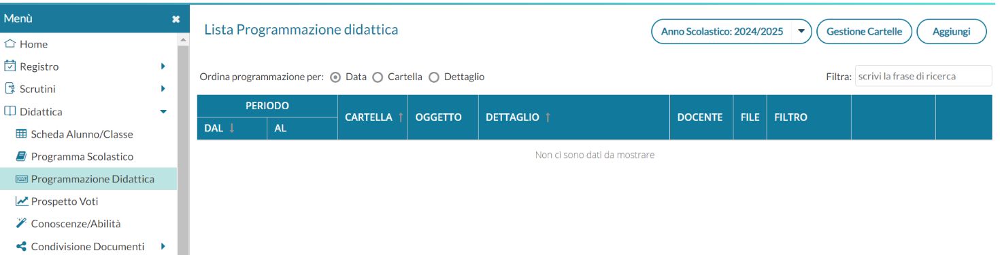 Menù
Home
Registro
Scrutini
Didattica
Scheda Alunno/Classe
Programma Scolastico
Programmazione Didattica
Prospetto Voti
Conoscenze/Abilità
Condivisione Documenti
Lista Programmazione didattica
Anno Scolastico: 2024/2025
Gestione Cartelle
Aggiungi
Ordina programmazione per: Data Cartella Dettaglio
Filtra: scrivi la frase di ricerca
PERIODO
DAL AL CARTELLA OGGETTO DETTAGLIO DOCENTE FILE FILTRO
Non ci sono dati da mostrare